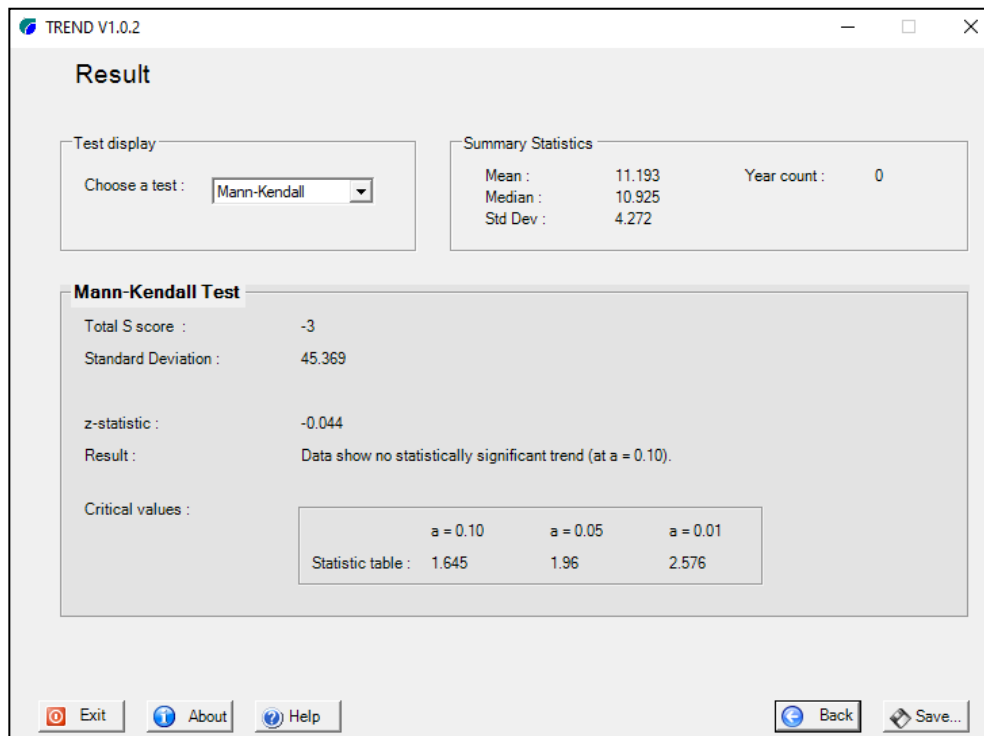 TREND V1.0.2
Result
Test display
Choose a test : Mann-Kendall
Summary Statistics
Mean : 11.193 Year count : 0
Median : 10.925
Std Dev : 4.272
Mann-Kendall Test
Total S score : -3
Standard Deviation : 45.369
z-statistic : -0.044
Result : Data show no statistically significant trend (at a = 0.10).
Critical values :
a = 0.10 a = 0.05 a = 0.01
Statistic table : 1.645 1.96 2.576
Exit About Help Back Save...